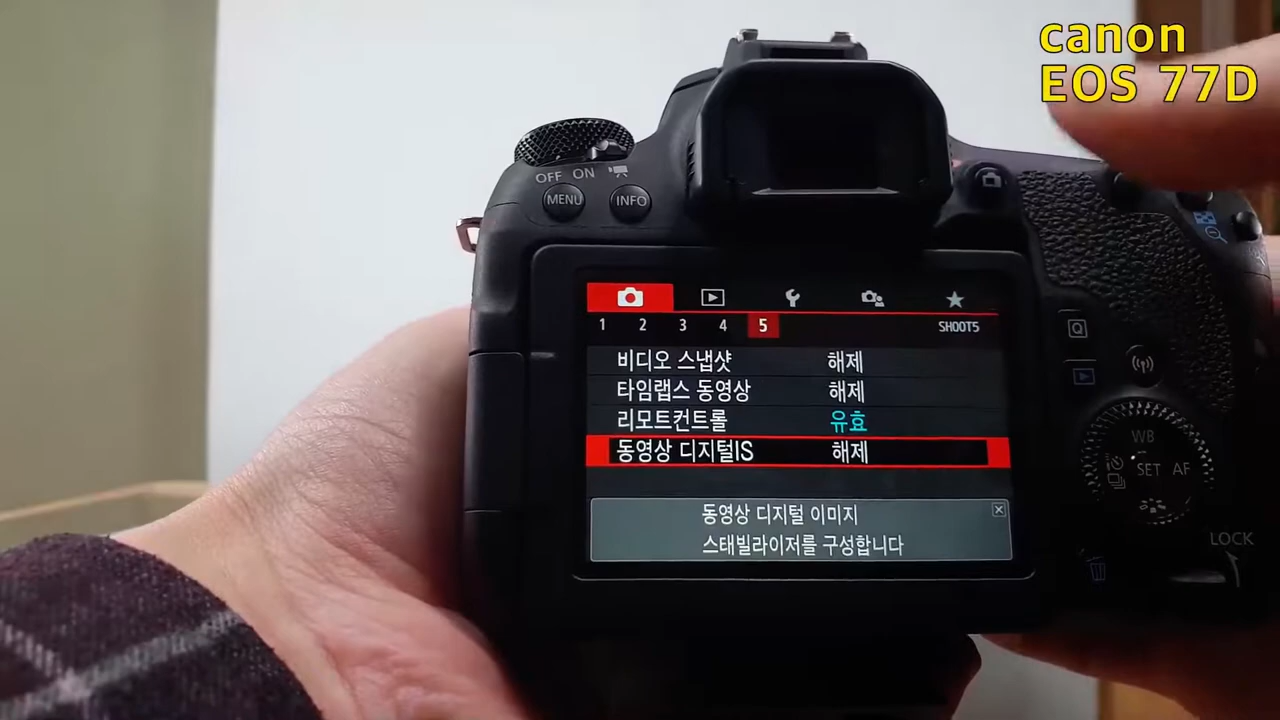 canon
EOS 77D
OFF ON
MENU INFO
1 2 3 4 5 SHOOT5
비디오 스냅샷 해제
타임랩스 동영상 해제
리모트컨트롤 유효
동영상 디지털IS 해제
동영상 디지털 이미지
스태빌라이저를 구성합니다
Q
WB
SET AF
LOCK